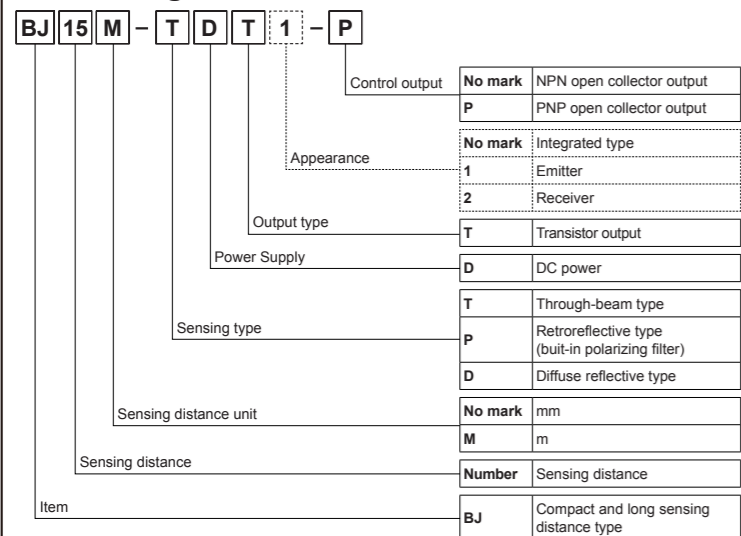 BJ 15 M – T D T 1 – P
Control output
No mark NPN open collector output
P PNP open collector output
Appearance
No mark Integrated type
1 Emitter
2 Receiver
Output type
T Transistor output
Power Supply
D DC power
Sensing type
T Through-beam type
P Retroreflective type
(buit-in polarizing filter)
D Diffuse reflective type
Sensing distance unit
No mark mm
M m
Sensing distance
Number Sensing distance
Item
BJ Compact and long sensing
distance type